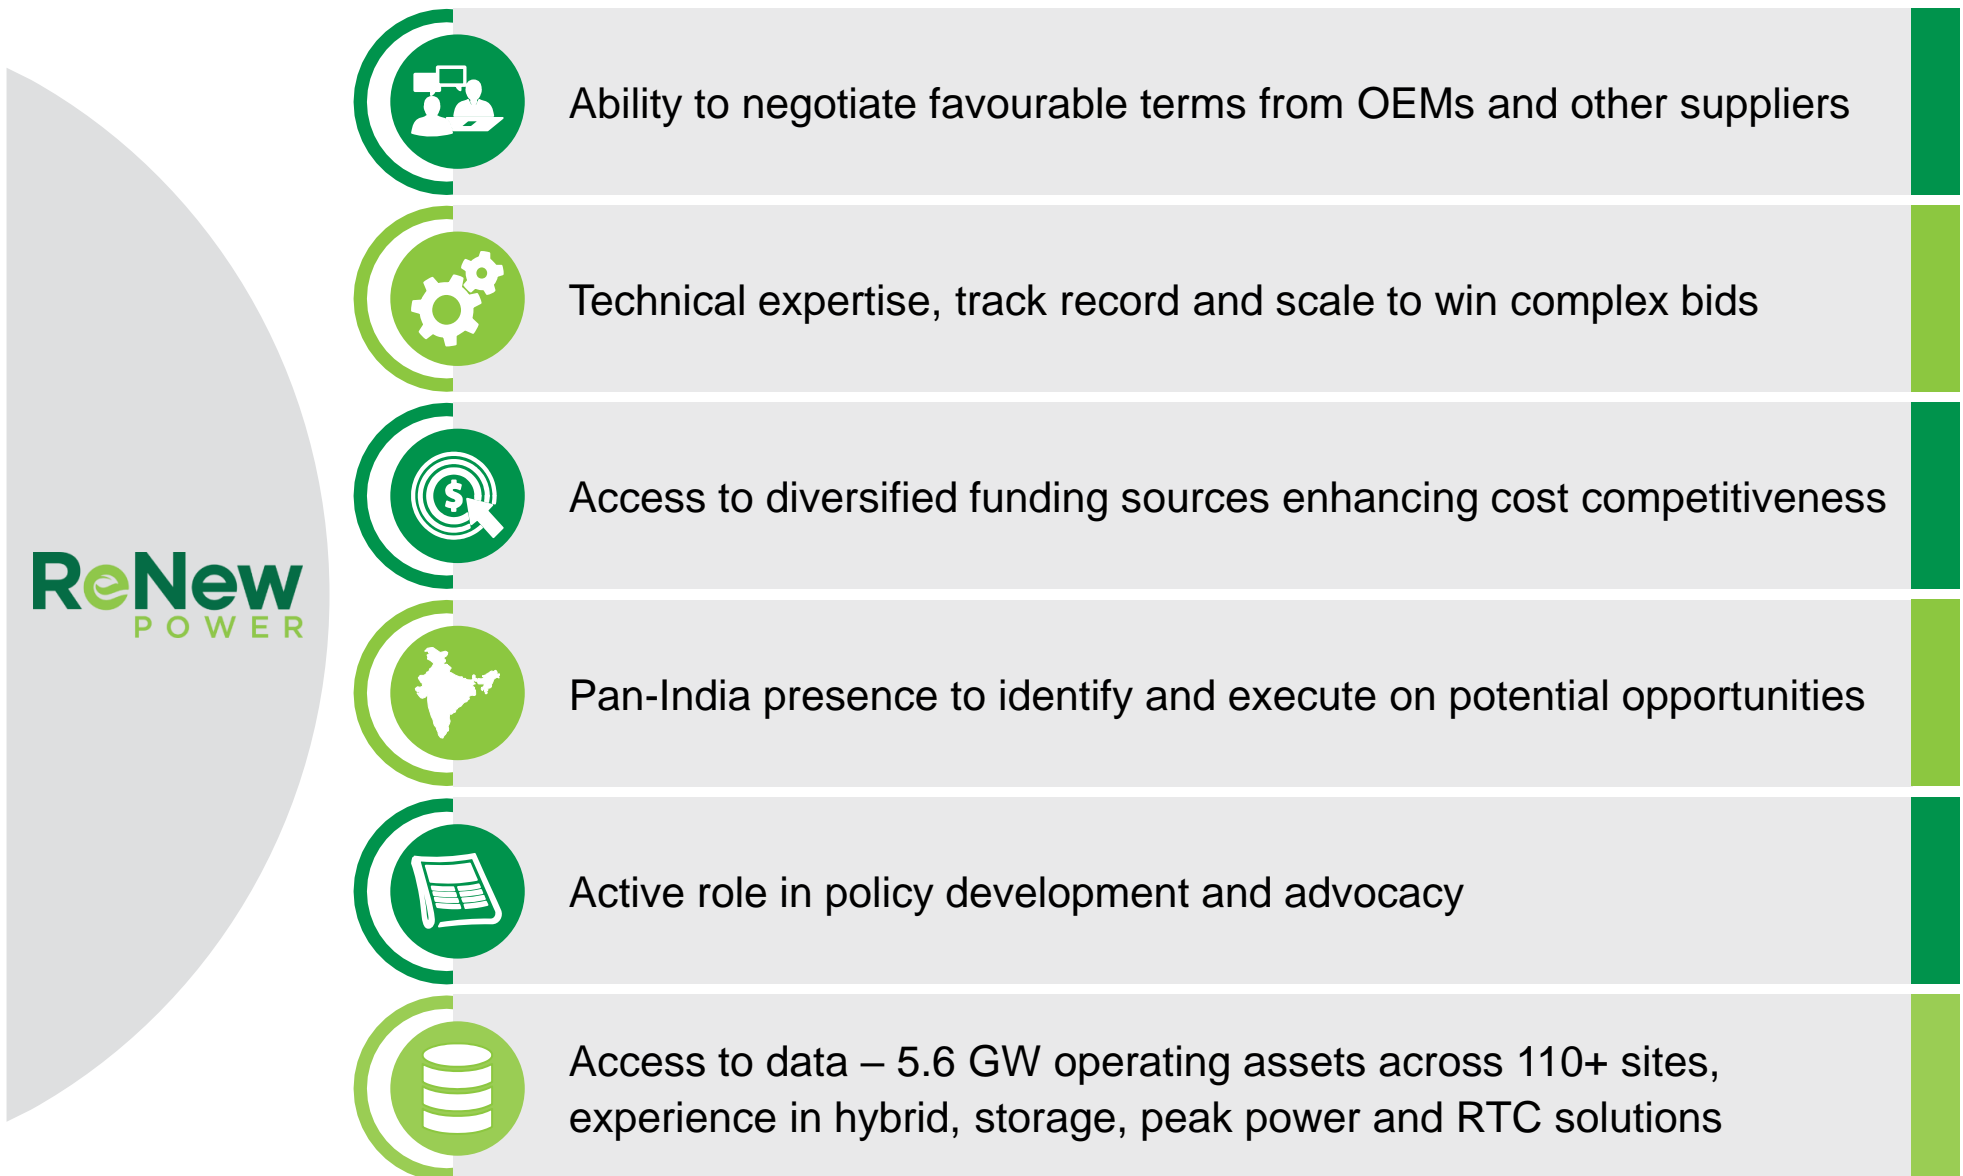 Ability to negotiate favourable terms from OEMs and other suppliers
Technical expertise, track record and scale to win complex bids
$
Access to diversified funding sources enhancing cost competitiveness
ReNew
POWER
Pan-India presence to identify and execute on potential opportunities
Active role in policy development and advocacy
Access to data – 5.6 GW operating assets across 110+ sites,
experience in hybrid, storage, peak power and RTC solutions